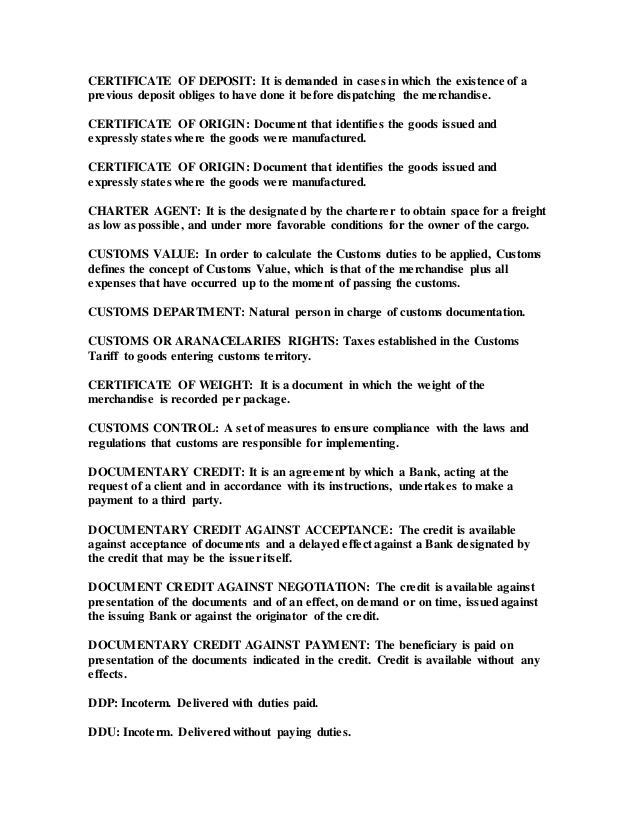 CERTIFICATE OF DEPOSIT: It is demanded in cases in which the existence of a
previous deposit obliges to have done it before dispatching the merchandise.
CERTIFICATE OF ORIGIN: Document that identifies the goods issued and
expressly states where the goods were manufactured.
CERTIFICATE OF ORIGIN: Document that identifies the goods issued and
expressly states where the goods were manufactured.
CHARTER AGENT: It is the designated by the charterer to obtain space for a freight
as low as possible, and under more favorable conditions for the owner of the cargo.
CUSTOMS VALUE: In order to calculate the Customs duties to be applied, Customs
defines the concept of Customs Value, which is that of the merchandise plus all
expenses that have occurred up to the moment of passing the customs.
CUSTOMS DEPARTMENT: Natural person in charge of customs documentation.
CUSTOMS OR ARANACELARIES RIGHTS: Taxes established in the Customs
Tariff to goods entering customs territory.
CERTIFICATE OF WEIGHT: It is a document in which the weight of the
merchandise is recorded per package.
CUSTOMS CONTROL: A set of measures to ensure compliance with the laws and
regulations that customs are responsible for implementing.
DOCUMENTARY CREDIT: It is an agreement by which a Bank, acting at the
request of a client and in accordance with its instructions, undertakes to make a
payment to a third party.
DOCUMENTARY CREDIT AGAINST ACCEPTANCE: The credit is available
against acceptance of documents and a delayed effect against a Bank designated by
the credit that may be the issuer itself.
DOCUMENT CREDIT AGAINST NEGOTIATION: The credit is available against
presentation of the documents and of an effect, on demand or on time, issued against
the issuing Bank or against the originator of the credit.
DOCUMENTARY CREDIT AGAINST PAYMENT: The beneficiary is paid on
presentation of the documents indicated in the credit. Credit is available without any
effects.
DDP: Incoterm. Delivered with duties paid.
DDU: Incoterm. Delivered without paying duties.